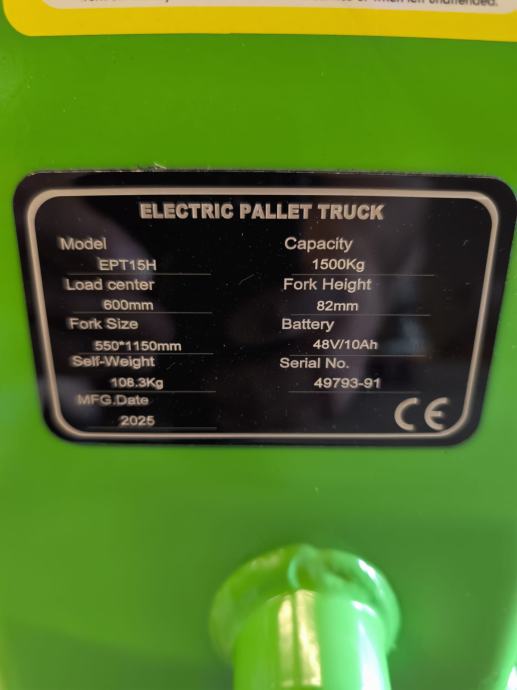 ELECTRIC PALLET TRUCK
Model Capacity
EPT15H 1500Kg
Load center Fork Height
600mm 82mm
Fork Size Battery
550*1150mm 48V/10Ah
Self-Weight Serial No.
108.3Kg 49793-91
MFG.Date
2025
CE